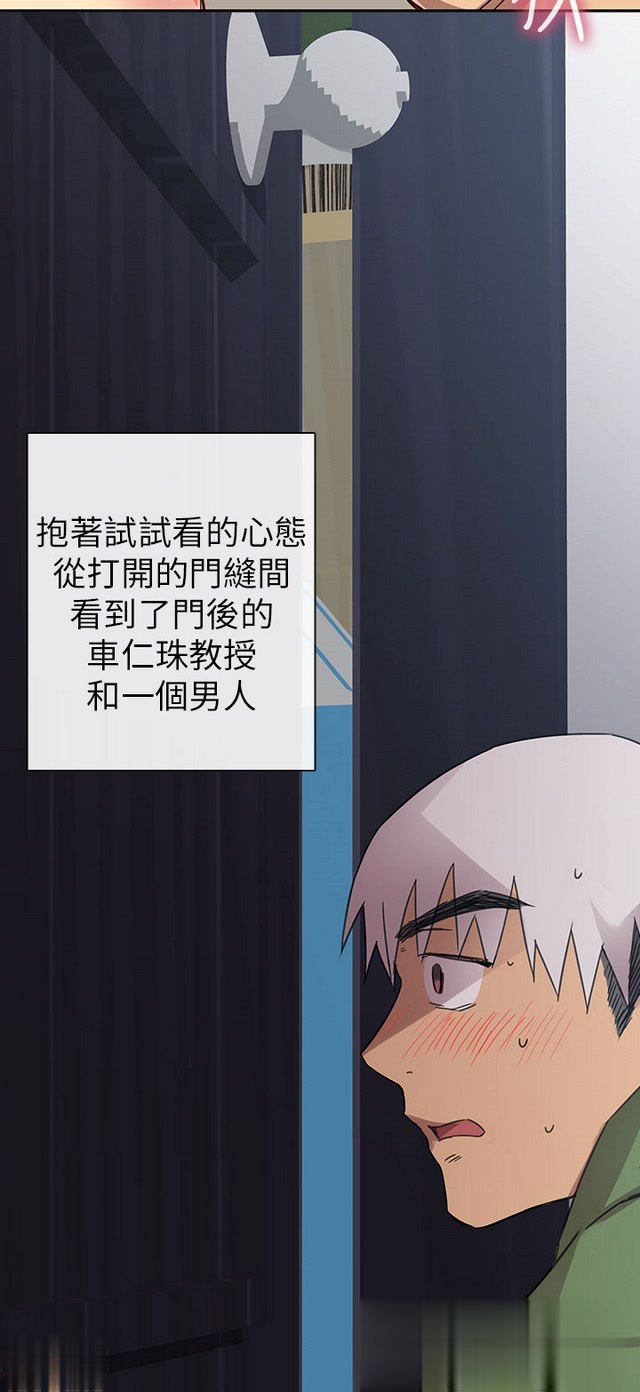 抱著試試看的心態
從打開的門縫間
看到了門後的
車仁珠教授
和一個男人